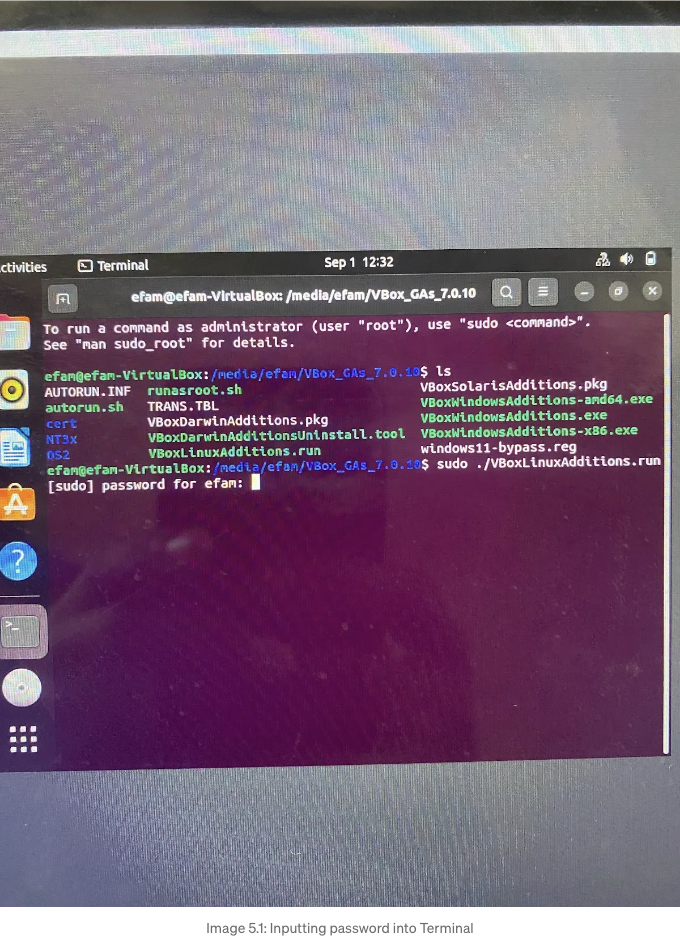 ctivities
Terminal
Sep 1 12:32
efam@efam-VirtualBox: /media/efam/VBox_GAs_7.0.10
To run a command as administrator (user "root"), use "sudo <command>".
See "man sudo_root" for details.
efam@efam-VirtualBox:/media/efam/VBox_GAs_7.0.10$ ls
AUTORUN.INF runasroot.sh VBoxSolarisAdditions.pkg
autorun.sh TRANS.TBL VBoxWindowsAdditions-amd64.exe
cert VBoxDarwinAdditions.pkg VBoxWindowsAdditions.exe
NT3x VBoxDarwinAdditionsUninstall.tool VBoxWindowsAdditions-x86.exe
OS2 VBoxLinuxAdditions.run windows11-bypass.reg
efam@efam-VirtualBox:/media/efam/VBox_GAs_7.0.10$ sudo ./VBoxLinuxAdditions.run
[sudo] password for efam:
Image 5.1: Inputting password into Terminal